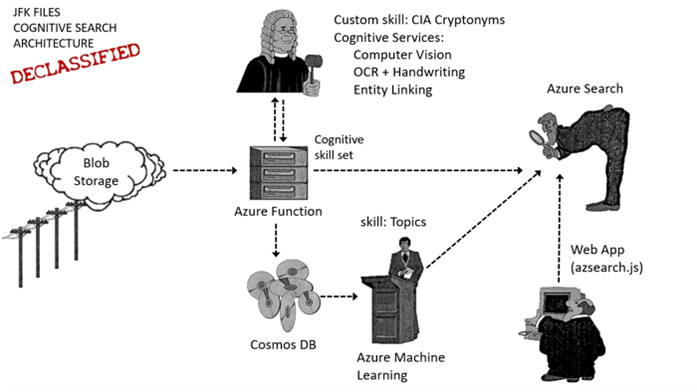 JFK FILES
COGNITIVE SEARCH
ARCHITECTURE
DECLASSIFIED
Custom skill: CIA Cryptonyms
Cognitive Services:
Computer Vision
OCR + Handwriting
Entity Linking
Azure Search
Blob
Storage
Cognitive
skill set
Azure Function
skill: Topics
Web App
(azsearch.js)
Cosmos DB
Azure Machine
Learning